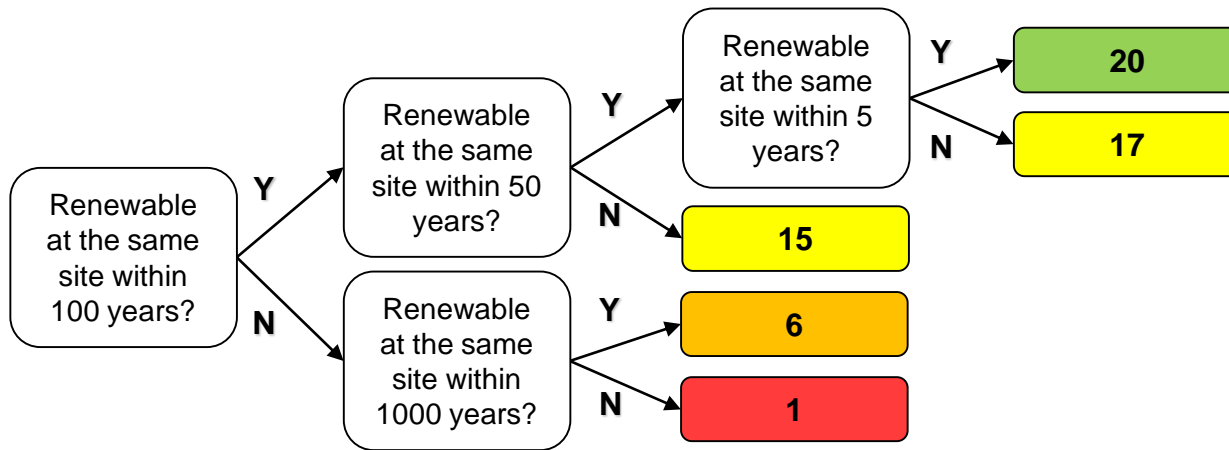 Renewable
at the same
site within
100 years?
Y
N
Renewable
at the same
site within 50
years?
Y
N
Renewable
at the same
site within 5
years?
Y
N
20
17
15
Renewable
at the same
site within
1000 years?
Y
N
6
1